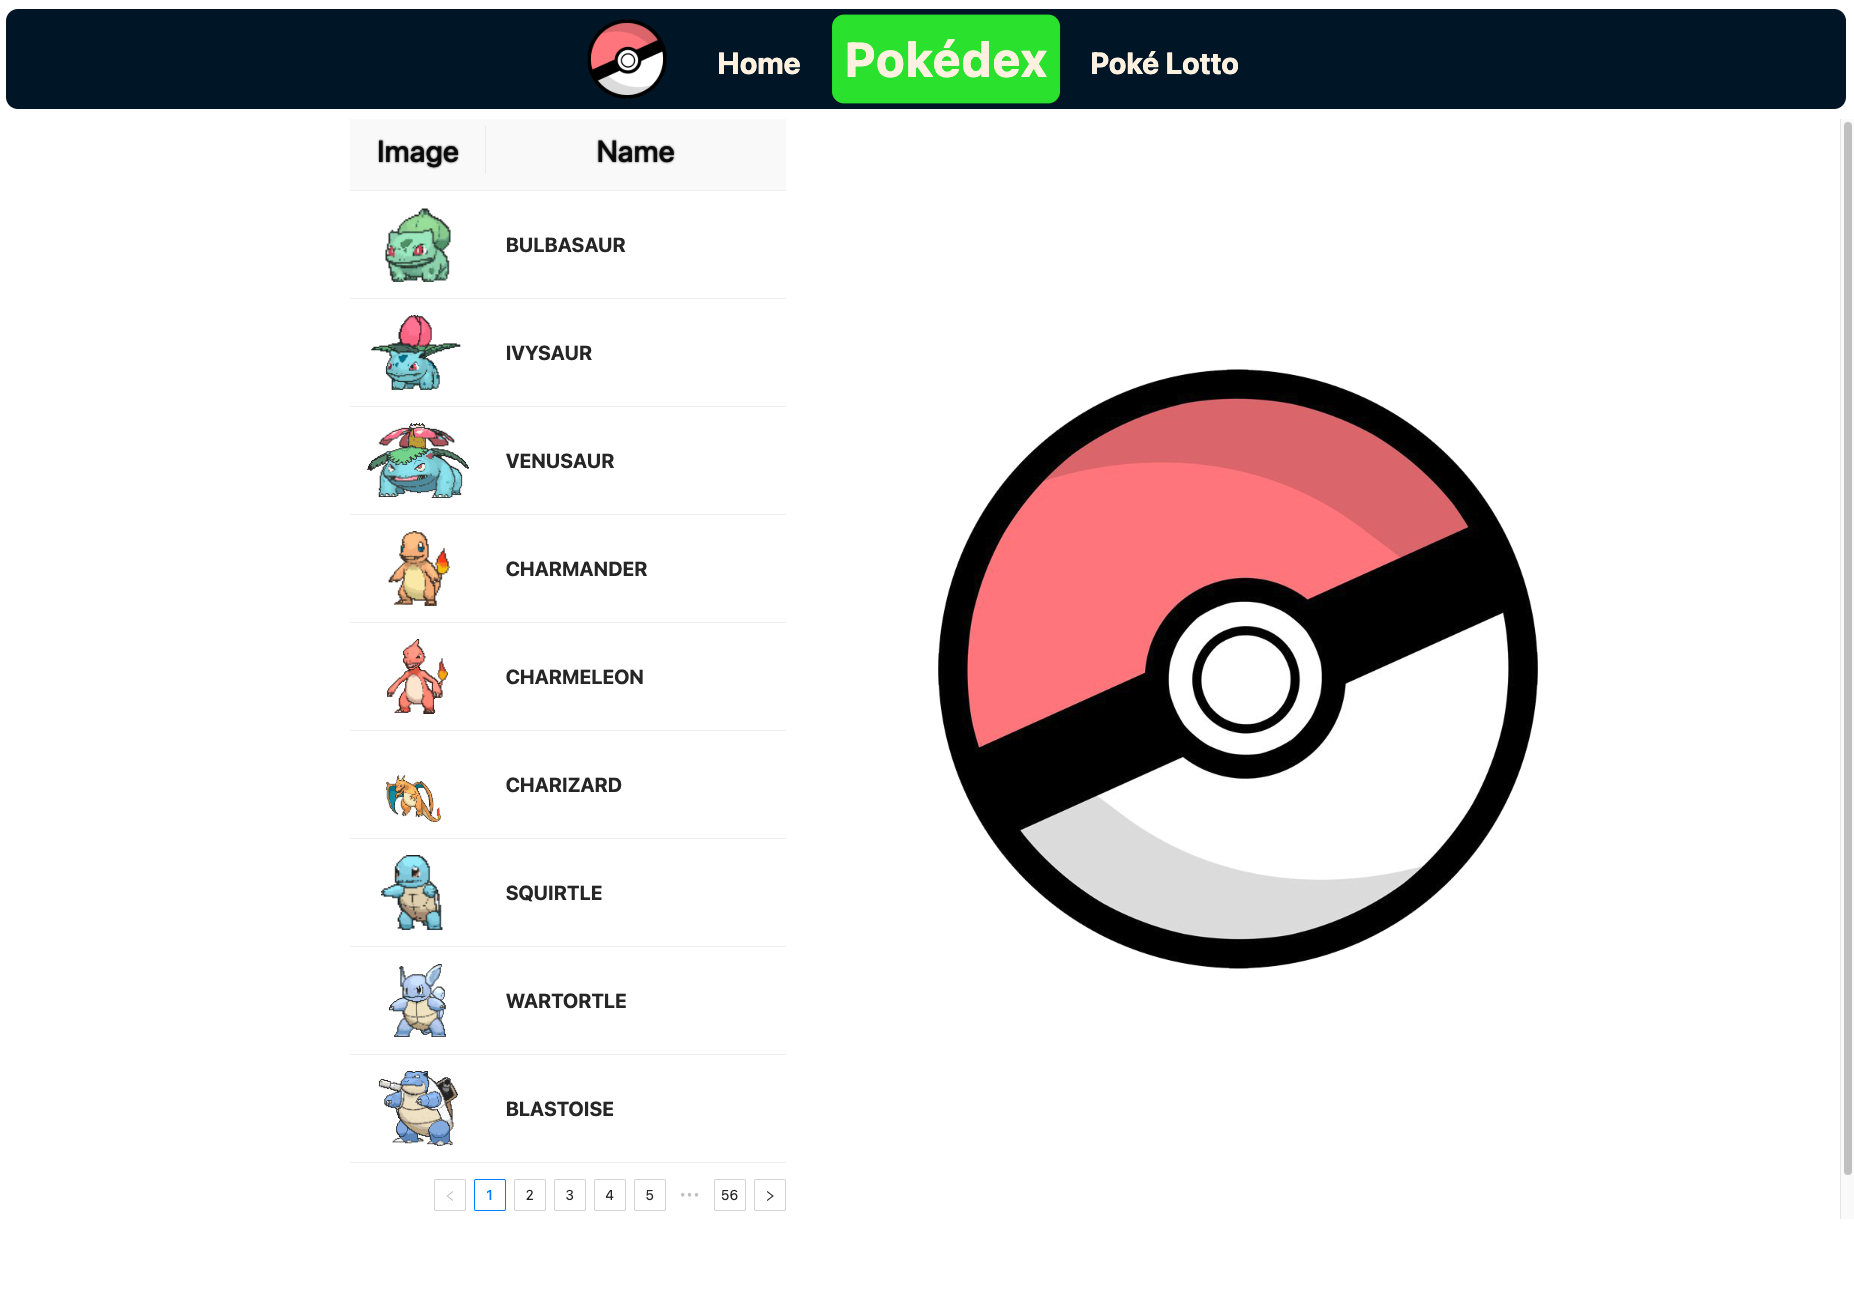 Home Pokédex Poké Lotto
Image Name
BULBASAUR
IVYSAUR
VENUSAUR
CHARMANDER
CHARMELEON
CHARIZARD
SQUIRTLE
WARTORTLE
BLASTOISE
< 1 2 3 4 5 ••• 56 >